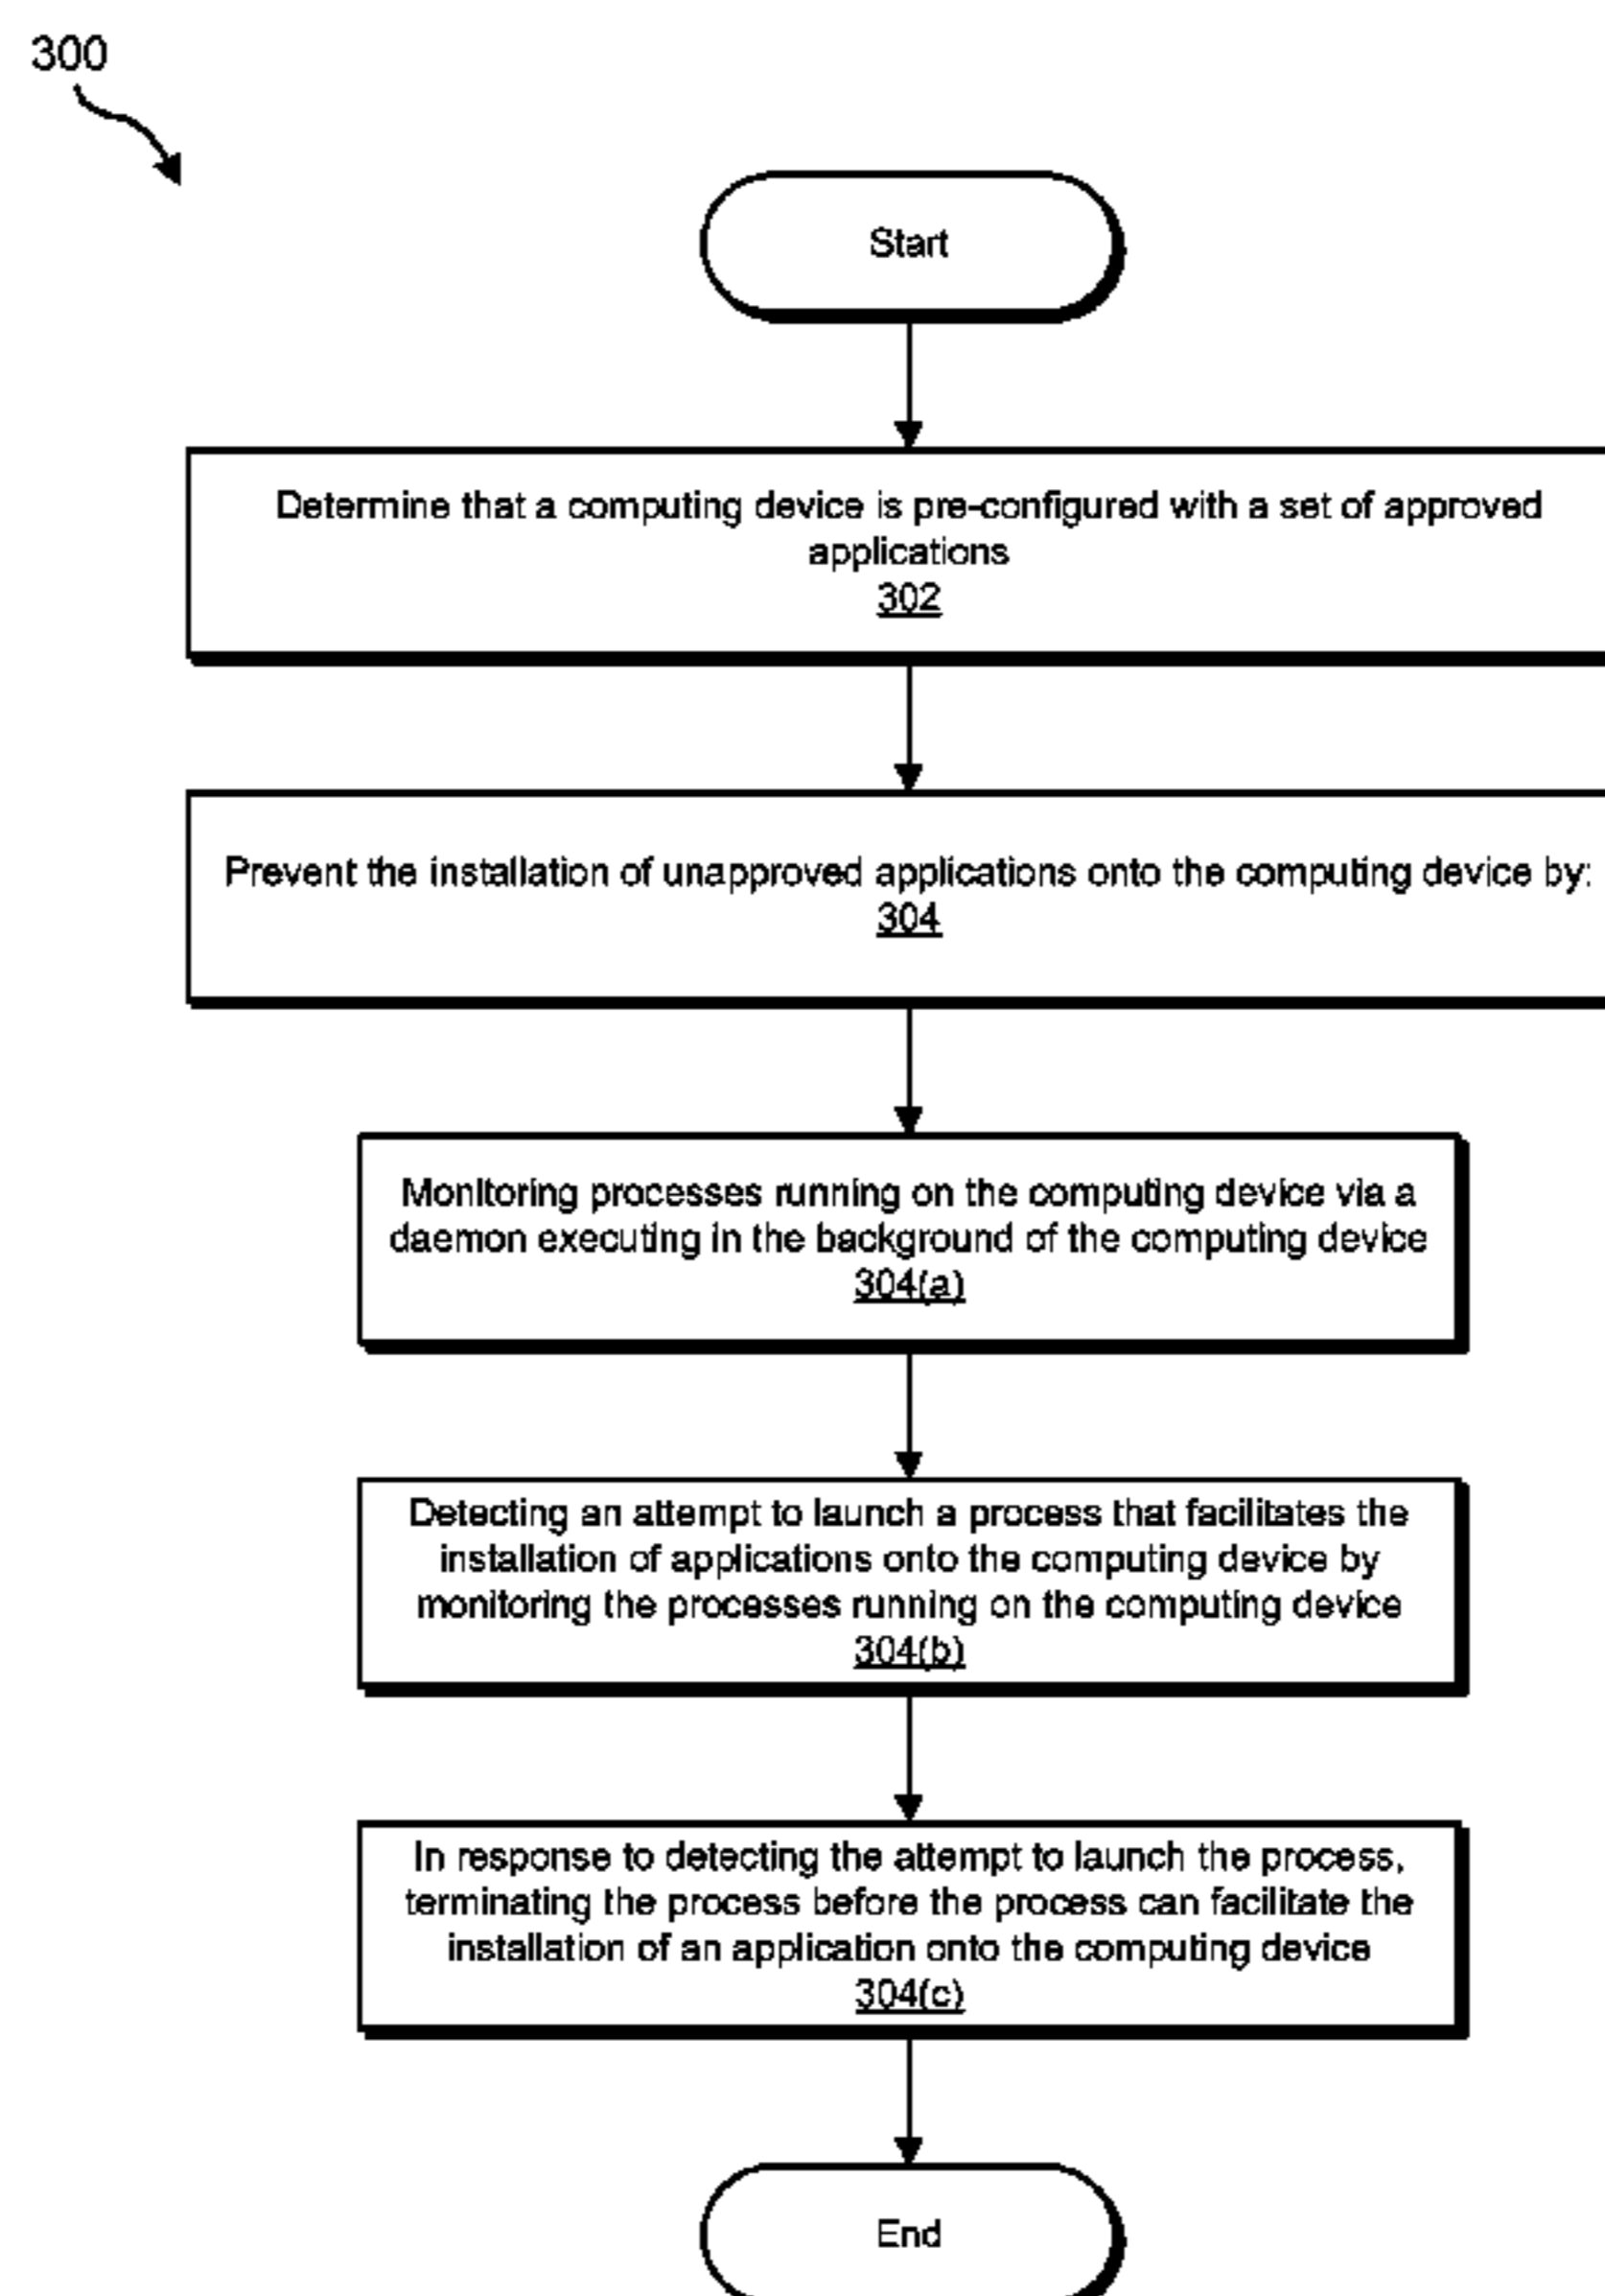 300
Start
Determine that a computing device is pre-configured with a set of approved
applications
302
Prevent the installation of unapproved applications onto the computing device by:
304
Monitoring processes running on the computing device via a
daemon executing in the background of the computing device
304(a)
Detecting an attempt to launch a process that facilitates the
installation of applications onto the computing device by
monitoring the processes running on the computing device
304(b)
In response to detecting the attempt to launch the process,
terminating the process before the process can facilitate the
installation of an application onto the computing device
304(c)
End